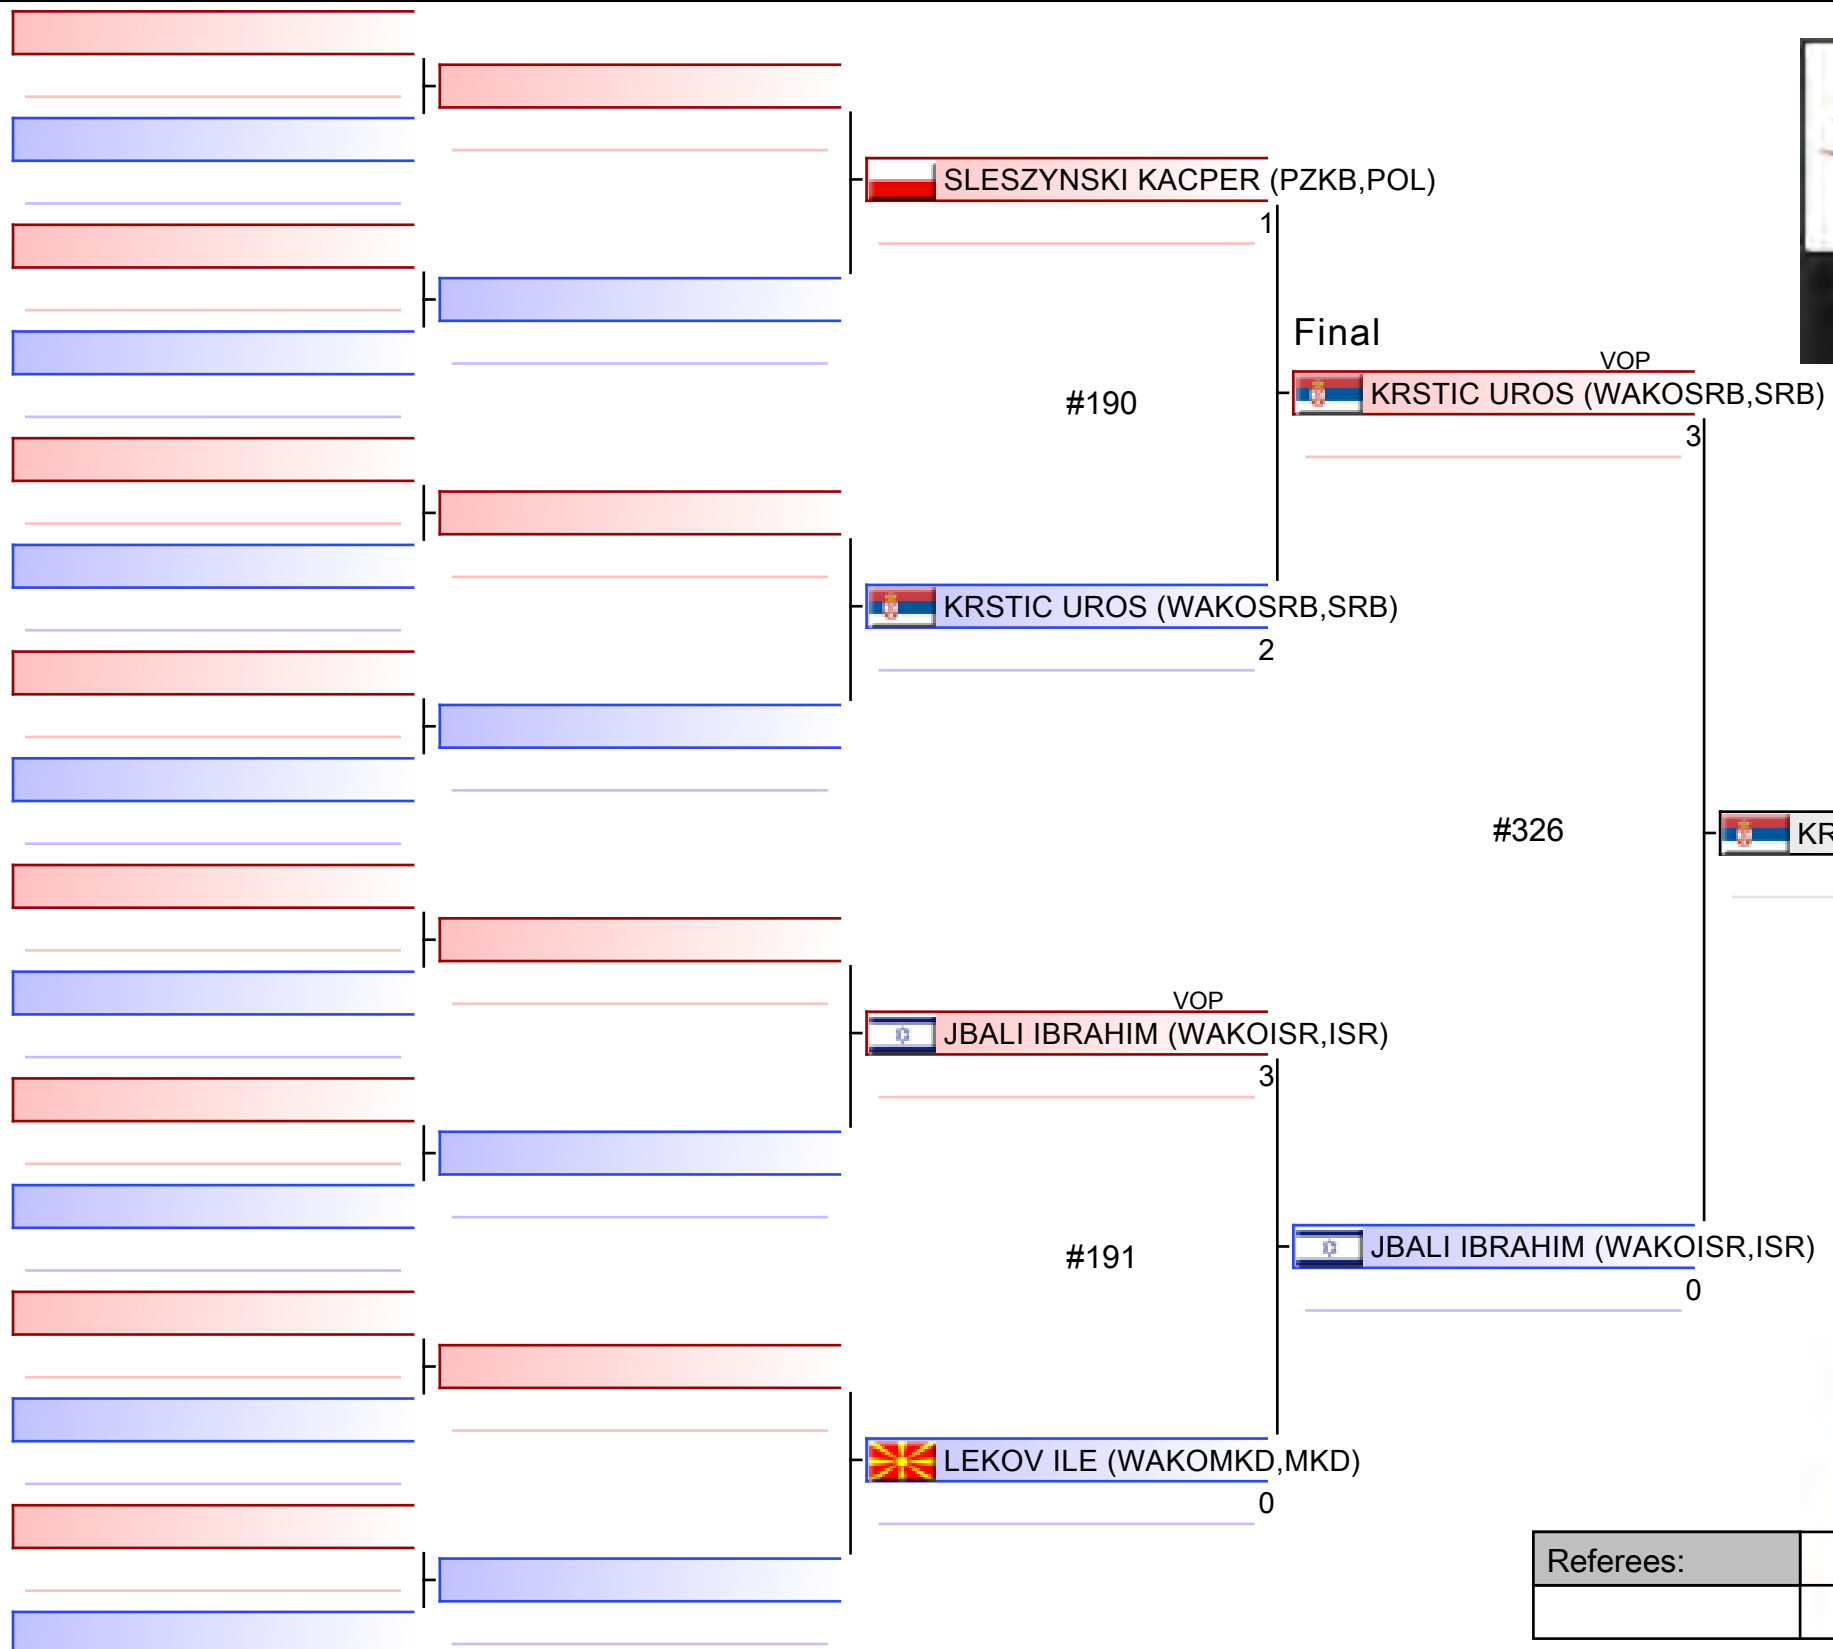 SLESZYNSKI KACPER (PZKB,POL)
1
Final
VOP
KRSTIC UROS (WAKOSRB,SRB)
#190
3
KRSTIC UROS (WAKOSRB,SRB)
2
#326
KR
VOP
JBALI IBRAHIM (WAKOISR,ISR)
3
#191
JBALI IBRAHIM (WAKOISR,ISR)
0
LEKOV ILE (WAKOMKD,MKD)
0
Referees: